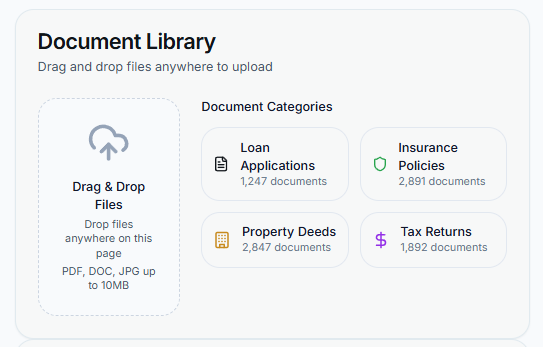 Document Library
Drag and drop files anywhere to upload
Drag & Drop
Files
Drop files
anywhere on this
page
PDF, DOC, JPG up
to 10MB
Document Categories
Loan
Applications
1,247 documents
Insurance
Policies
2,891 documents
Property Deeds
2,847 documents
Tax Returns
1,892 documents